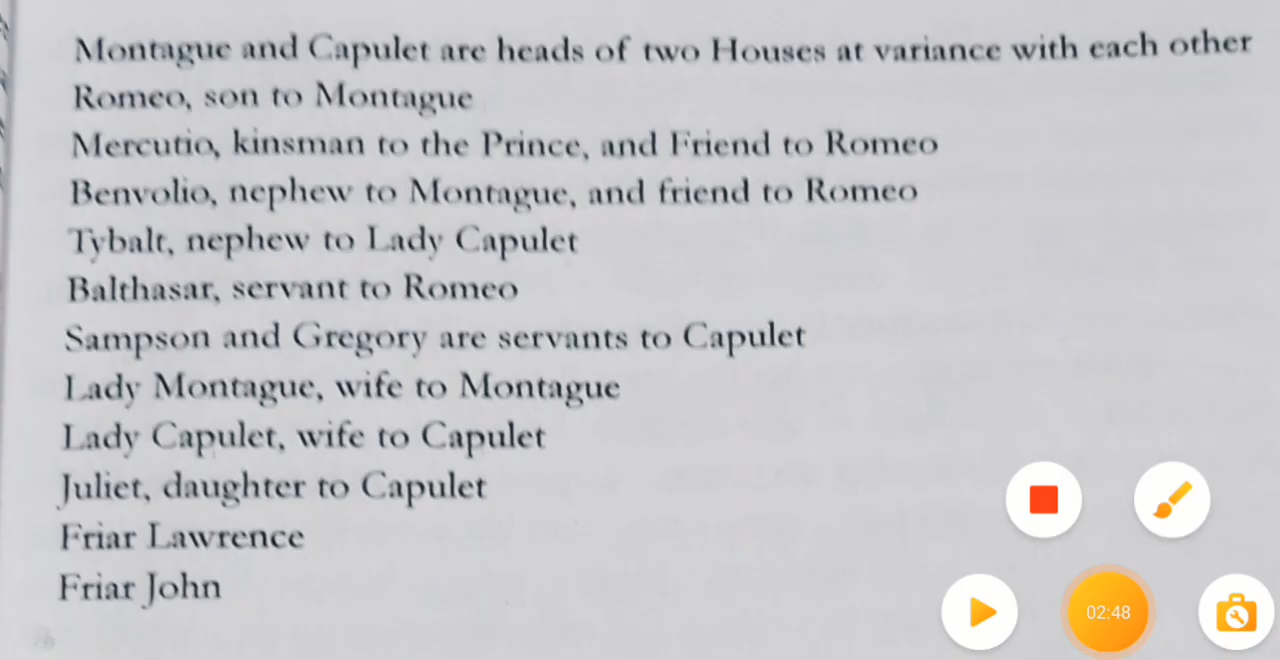 Montague and Capulet are heads of two Houses at variance with each other
Romeo, son to Montague
Mercutio, kinsman to the Prince, and Friend to Romeo
Benvolio, nephew to Montague, and friend to Romeo
Tybalt, nephew to Lady Capulet
Balthasar, servant to Romeo
Sampson and Gregory are servants to Capulet
Lady Montague, wife to Montague
Lady Capulet, wife to Capulet
Juliet, daughter to Capulet
Friar Lawrence
Friar John
02:48